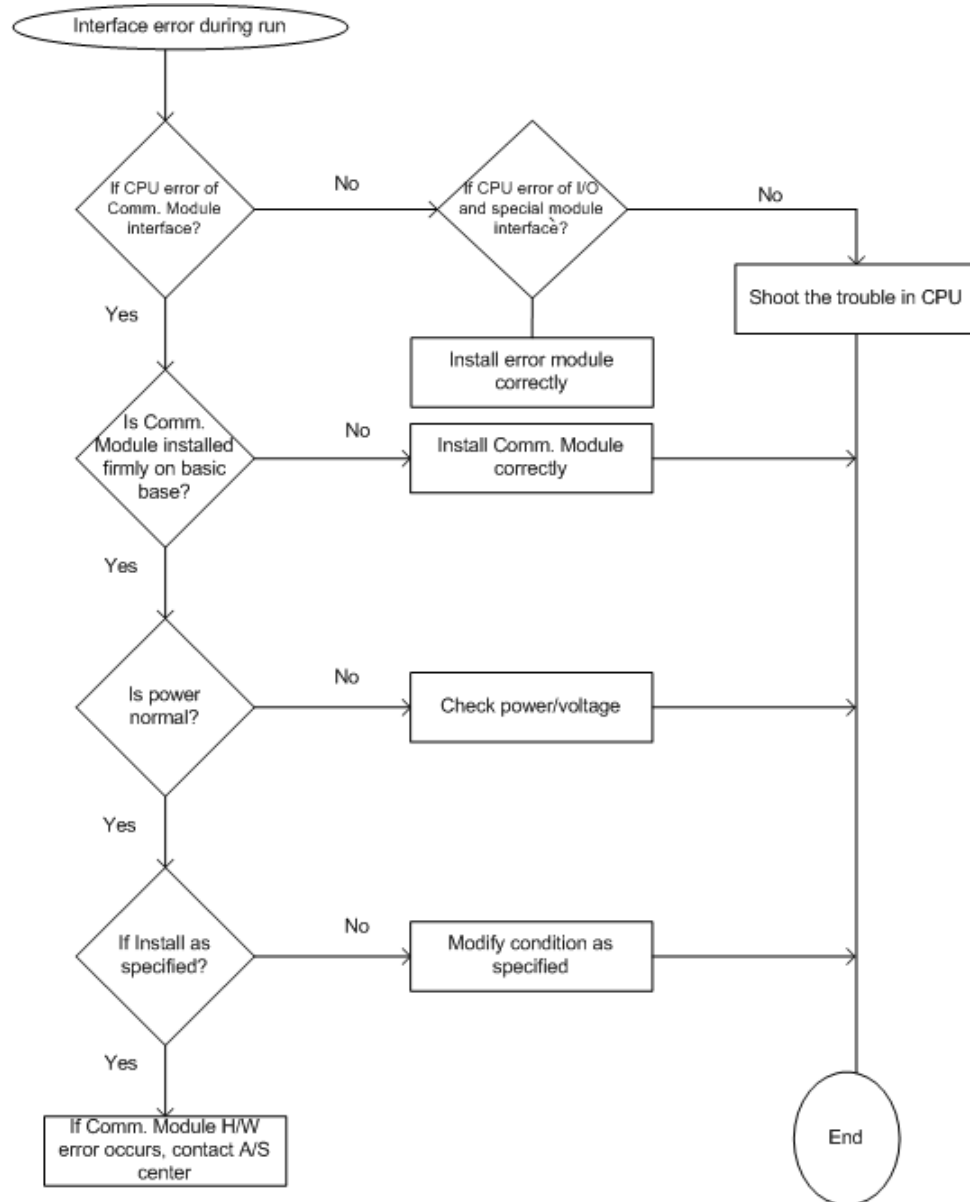 Interface error during run
If CPU error of
Comm. Module
interface?
No
If CPU error of I/O
and special module
interface?
No
Shoot the trouble in CPU
Yes
Install error module
correctly
Is Comm.
Module installed
firmly on basic
base?
No
Install Comm. Module
correctly
Yes
Is power
normal?
No
Check power/voltage
Yes
If Install as
specified?
No
Modify condition as
specified
Yes
If Comm. Module H/W
error occurs, contact A/S
center
End